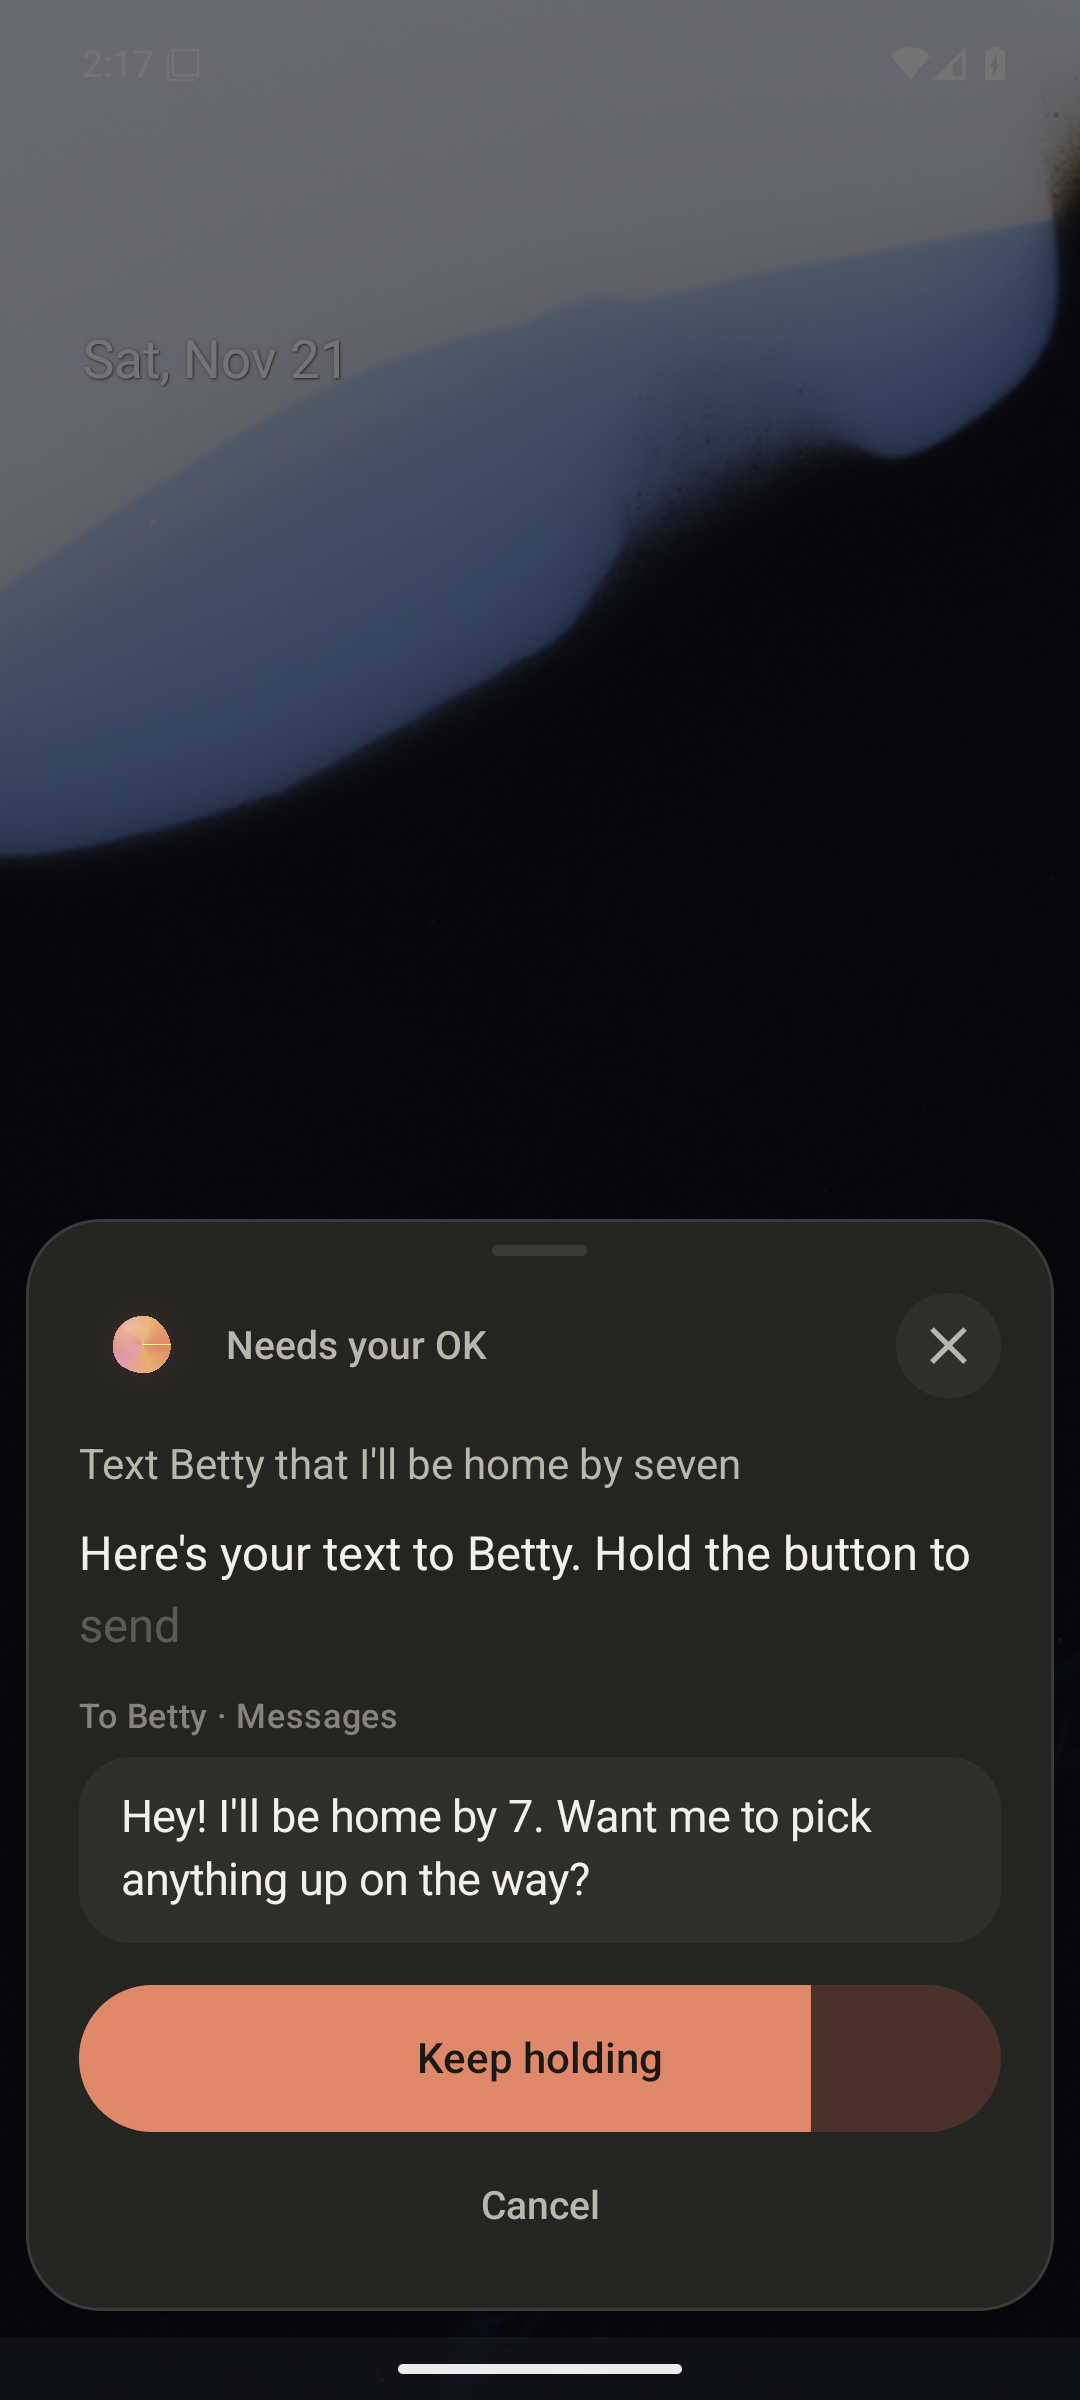 2:17
Sat, Nov 21
Needs your OK
Text Betty that I'll be home by seven
Here's your text to Betty. Hold the button to
send
To Betty · Messages
Hey! I'll be home by 7. Want me to pick
anything up on the way?
Keep holding
Cancel